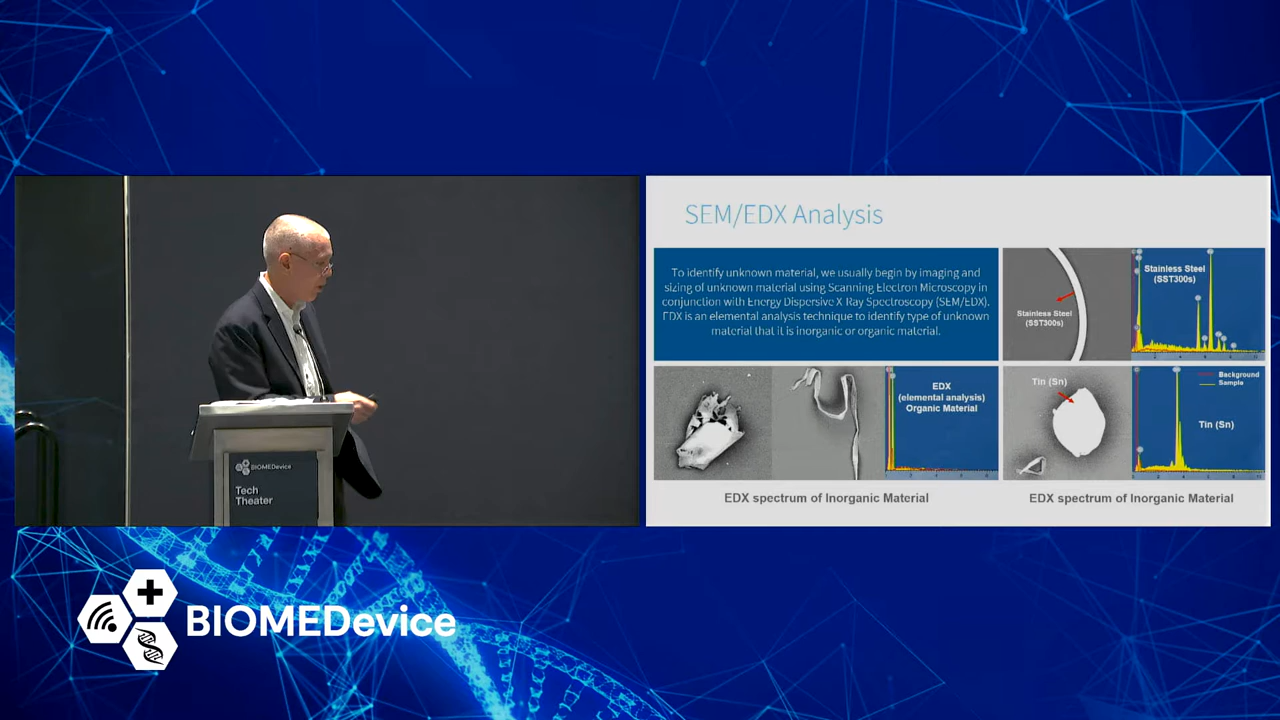 SEM/EDX Analysis
To identify unknown material, we usually begin by imaging and
sizing of unknown material using Scanning Electron Microscopy in
conjunction with Energy Dispersive X-Ray Spectroscopy (SEM/EDX).
EDX is an elemental analysis technique to identify type of unknown
material that it is inorganic or organic material.
Stainless Steel
(SST300s)
Stainless Steel
(SST300s)
EDX
(elemental analysis)
Organic Material
Tin (Sn)
Background
Sample
Tin (Sn)
EDX spectrum of Inorganic Material
EDX spectrum of Inorganic Material
BIOMEDevice
Tech
Theater
BIOMEDevice